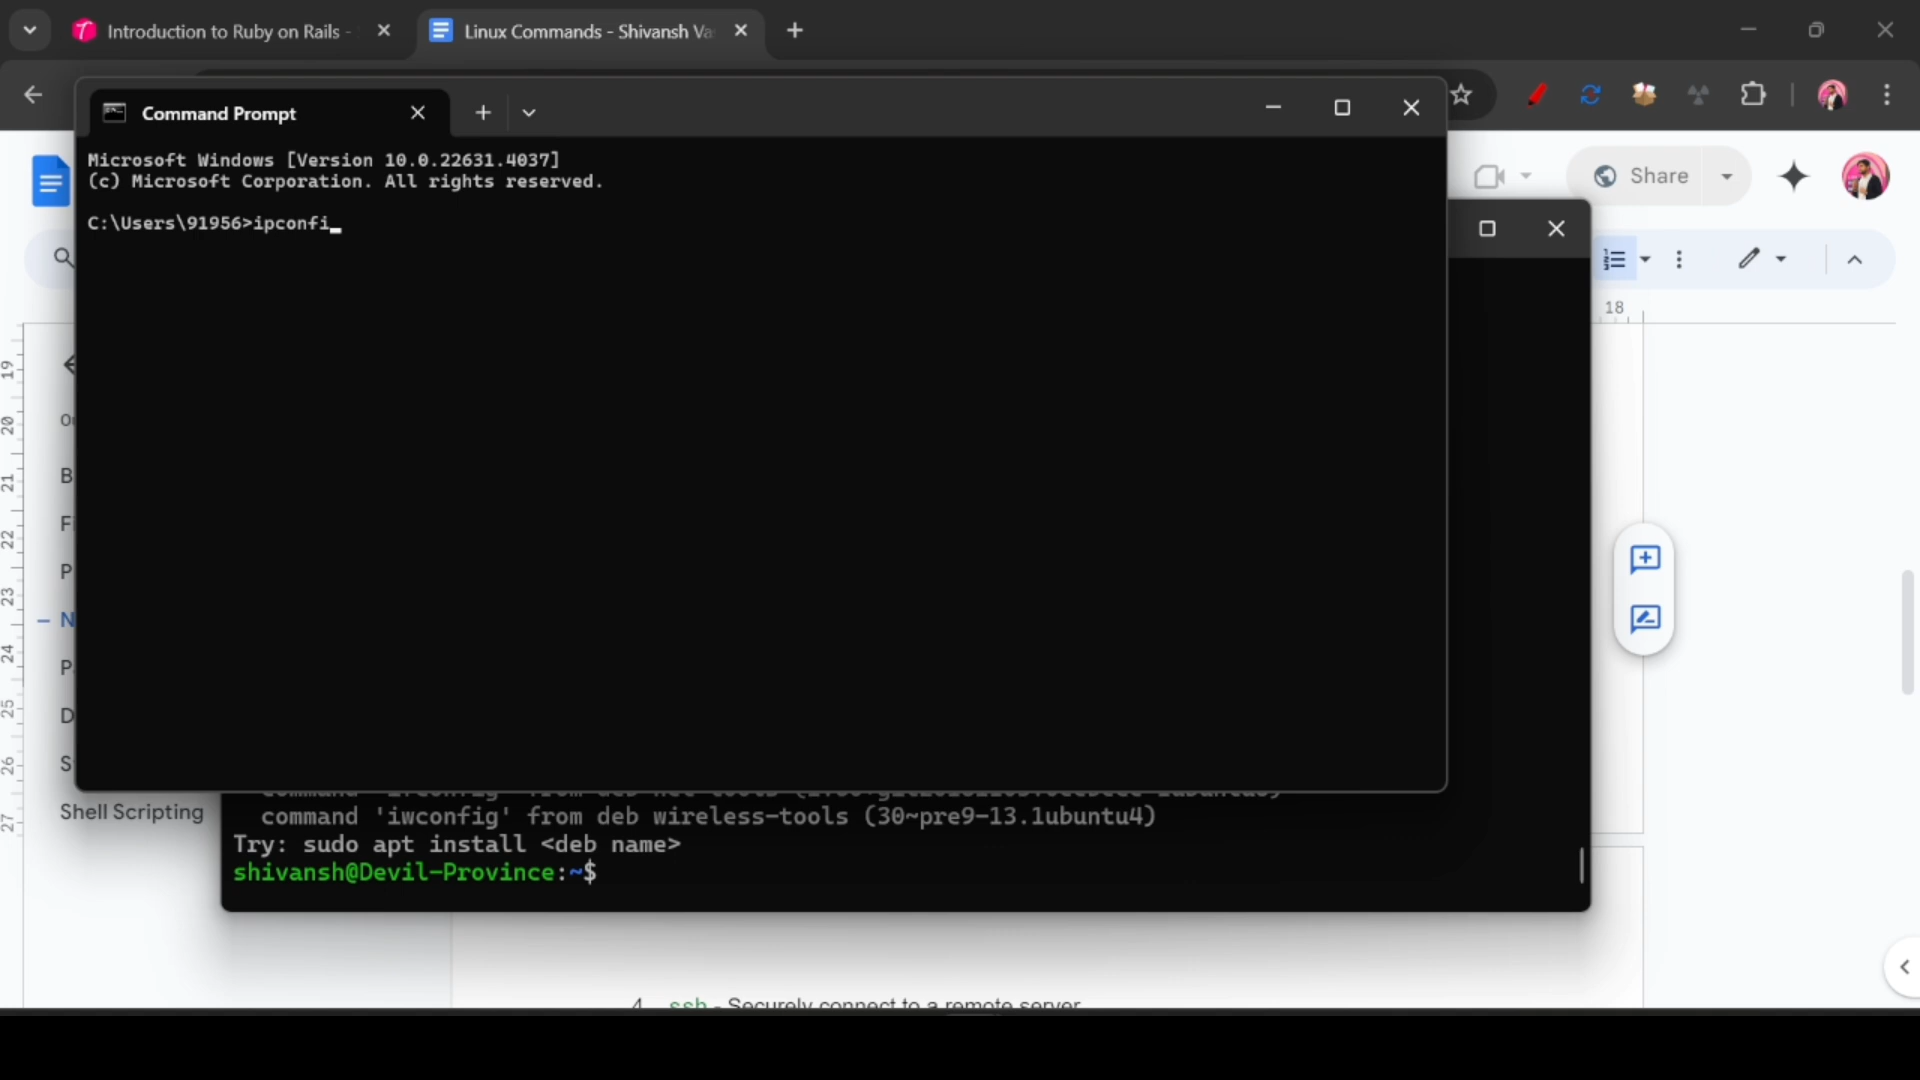 Introduction to Ruby on Rails -
Linux Commands - Shivansh Va
Command Prompt
Microsoft Windows [Version 10.0.22631.4037]
(c) Microsoft Corporation. All rights reserved.
Share
C:\Users\91956>ipconfi
18
19
20
21
22
23
24
25
26
27
B
F
P
N
P
D
S
Shell Scripting
command 'iwconfig' from deb wireless-tools (30~pre9-13.1ubuntu4)
Try: sudo apt install <deb name>
shivansh@Devil-Province:~$
4. ssh - Securely connect to a remote server